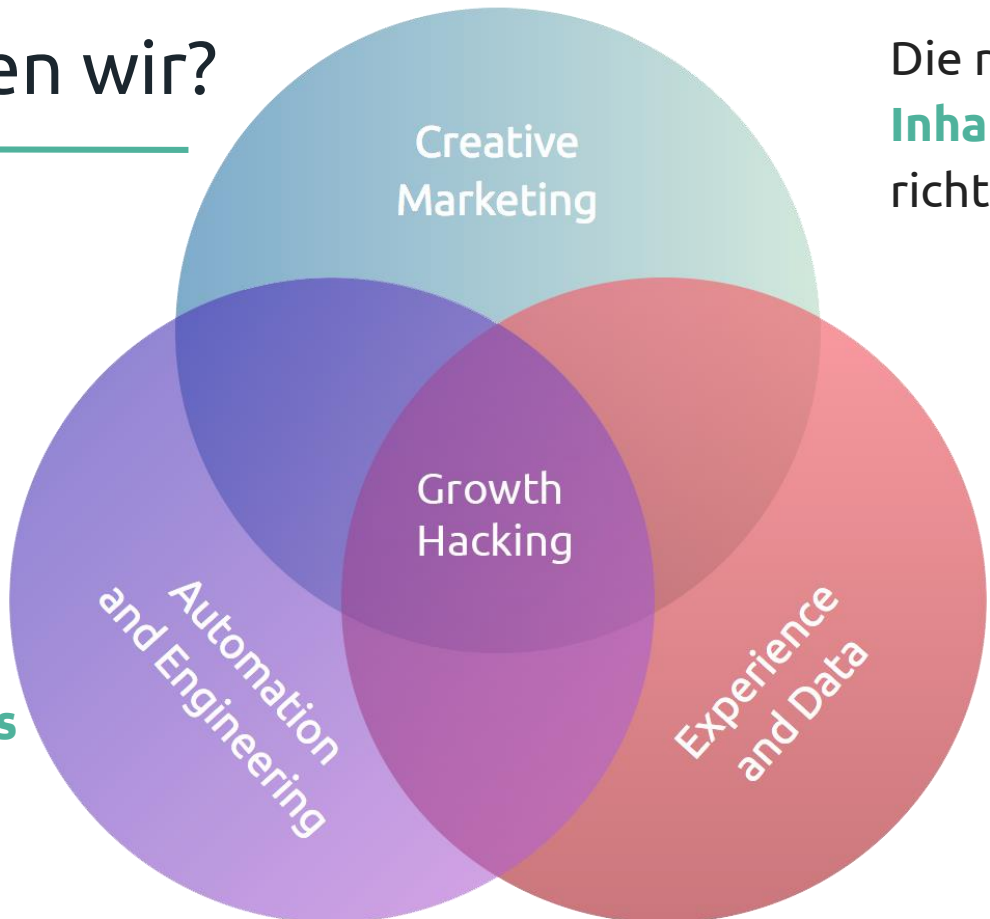 en wir?
Die r
Inha
richt
Creative
Marketing
Growth
Hacking
Automation
and Engineering
Experience
and Data
s